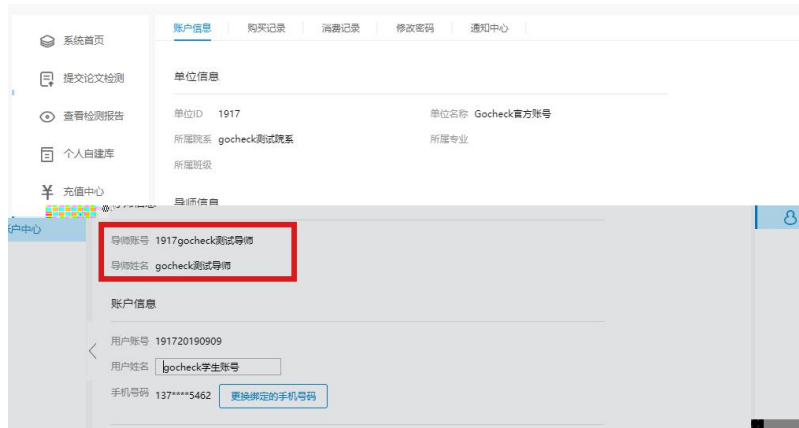 账户信息 购买记录 消费记录 修改密码 通知中心
系统首页
提交论文检测
查看检测报告
个人自建库
充值中心
单位信息
单位ID 1917 单位名称 Gocheck官方账号
所属院系 gocheck测试院系 所属专业
所属班级
导师信息
账户中心
导师账号 1917gocheck测试导师
导师姓名 gocheck测试导师
账户信息
用户账号 191720190909
用户姓名 gocheck学生账号
手机号码 137****5462 更换绑定的手机号码